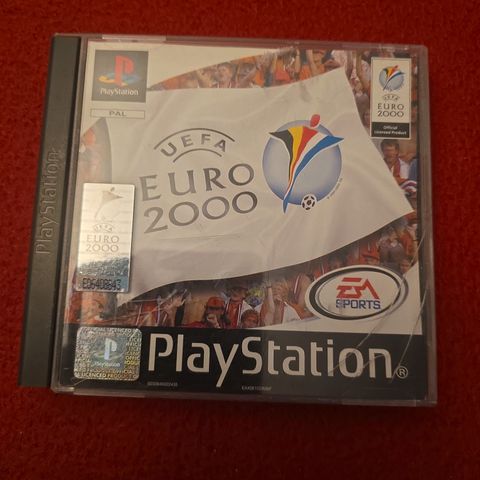 PlayStation
PAL
UEFA
EURO
2000
UEFA
EURO
2000
Official
Licensed Product
PlayStation
UEFA
EURO
2000
EA
SPORTS
PlayStation®